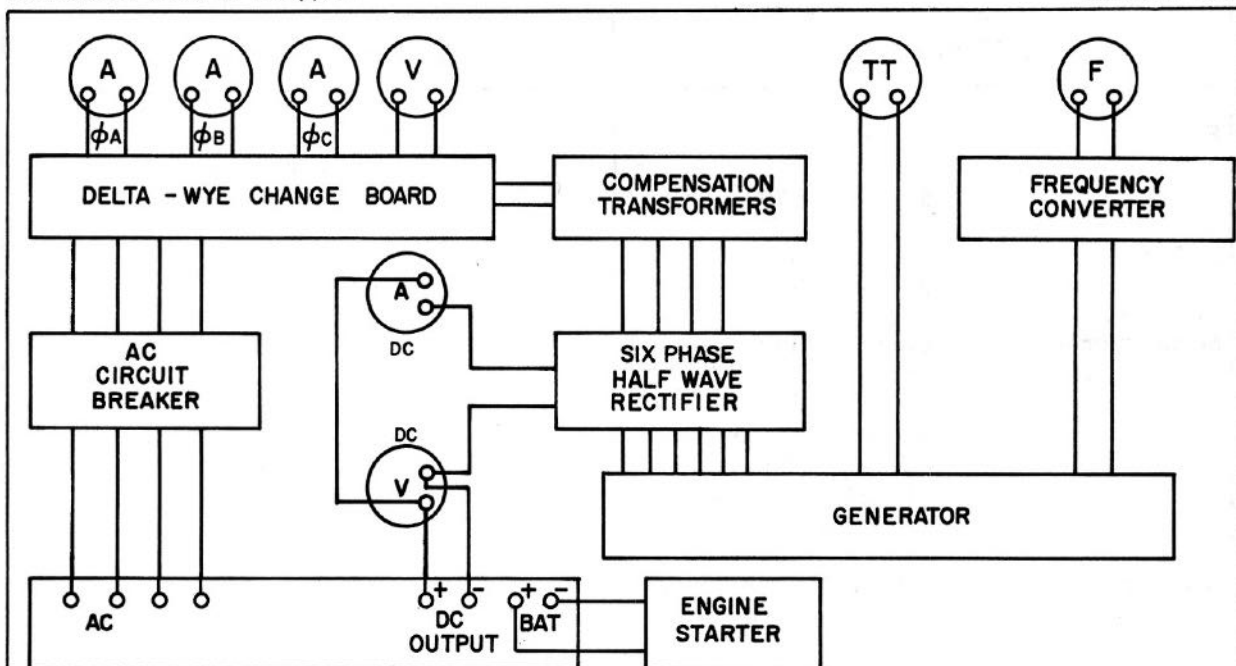 A A A V TT F
ϕA ϕB ϕC
DELTA – WYE CHANGE BOARD
COMPENSATION
TRANSFORMERS
FREQUENCY
CONVERTER
A
DC
AC
CIRCUIT
BREAKER
SIX PHASE
HALF WAVE
RECTIFIER
DC
V
GENERATOR
AC
+ -
DC
OUTPUT
+ -
BAT
ENGINE
STARTER